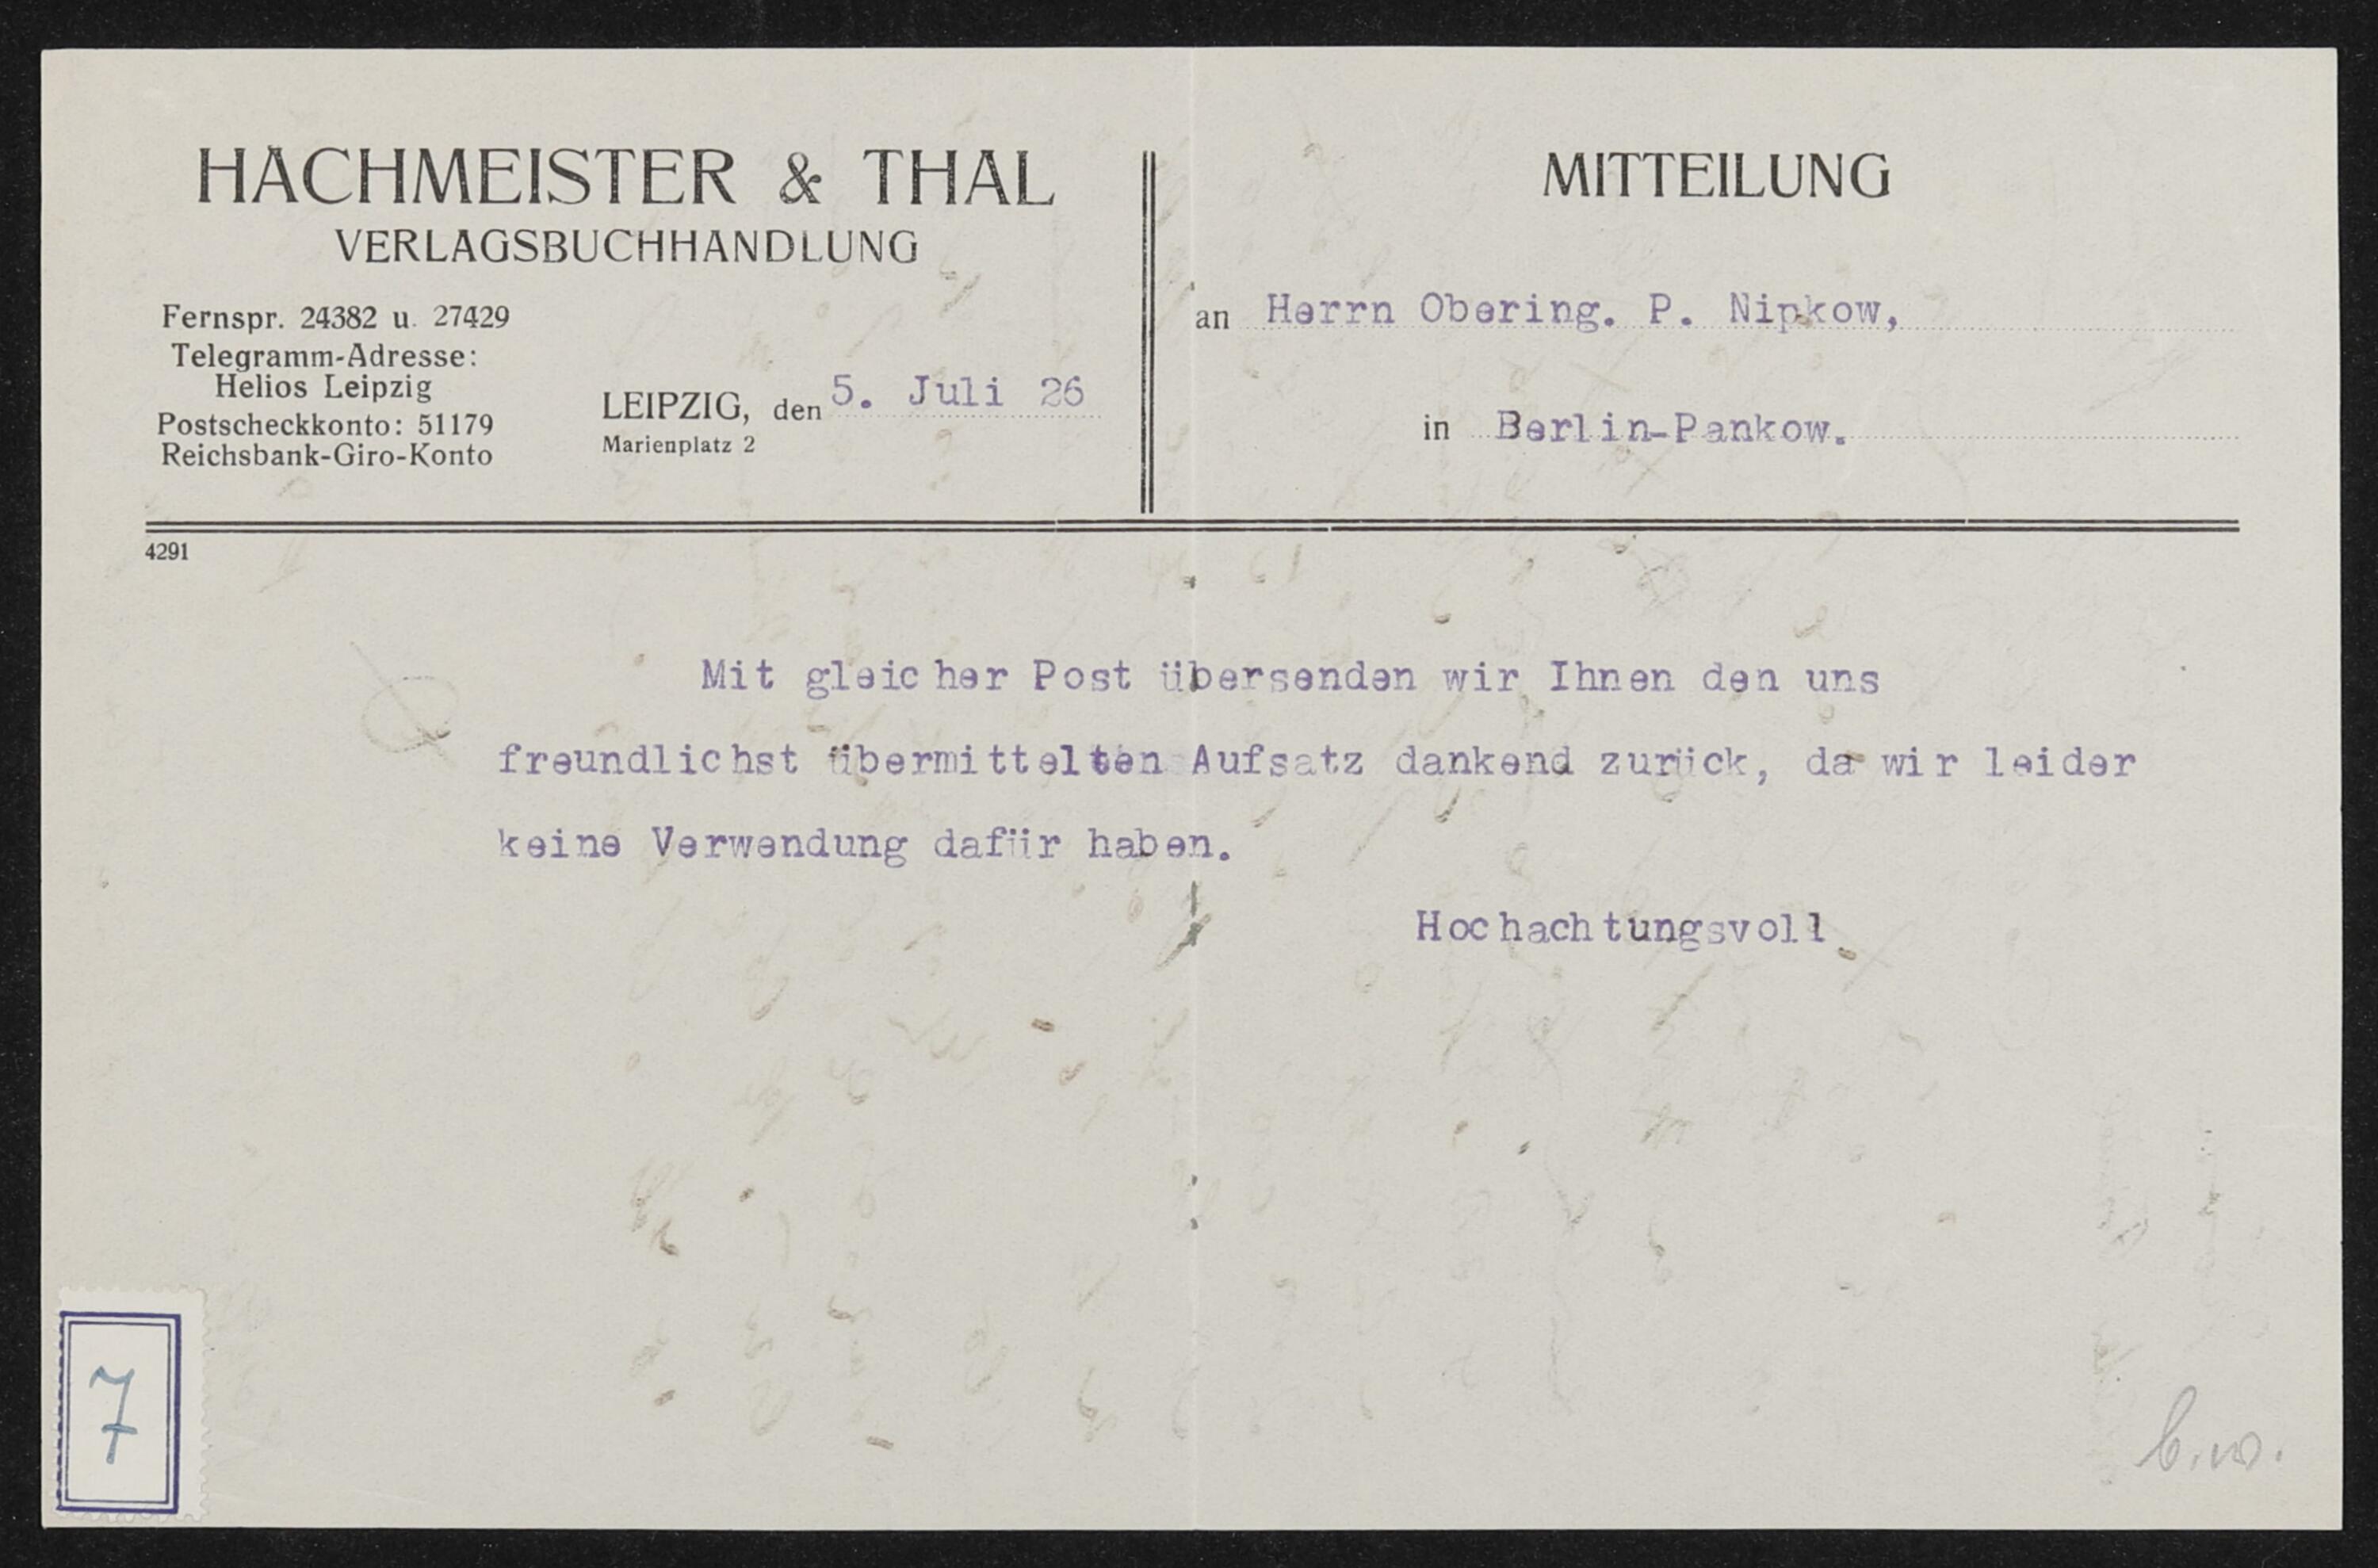 HACHMEISTER & THAL
VERLAGSBUCHHANDLUNG
Fernspr. 24382 u. 27429
Telegramm-Adresse:
Helios Leipzig
Postscheckkonto: 51179
Reichsbank-Giro-Konto
LEIPZIG, den 5. Juli 26
Marienplatz 2
MITTEILUNG
an Herrn Obering. P. Nipkow,
in Berlin-Pankow.
4291
Mit gleicher Post übersenden wir Ihnen den uns
freundlichst übermittelten Aufsatz dankend zurück, da wir leider
keine Verwendung dafür haben.
Hochachtungsvoll
7
b.w.